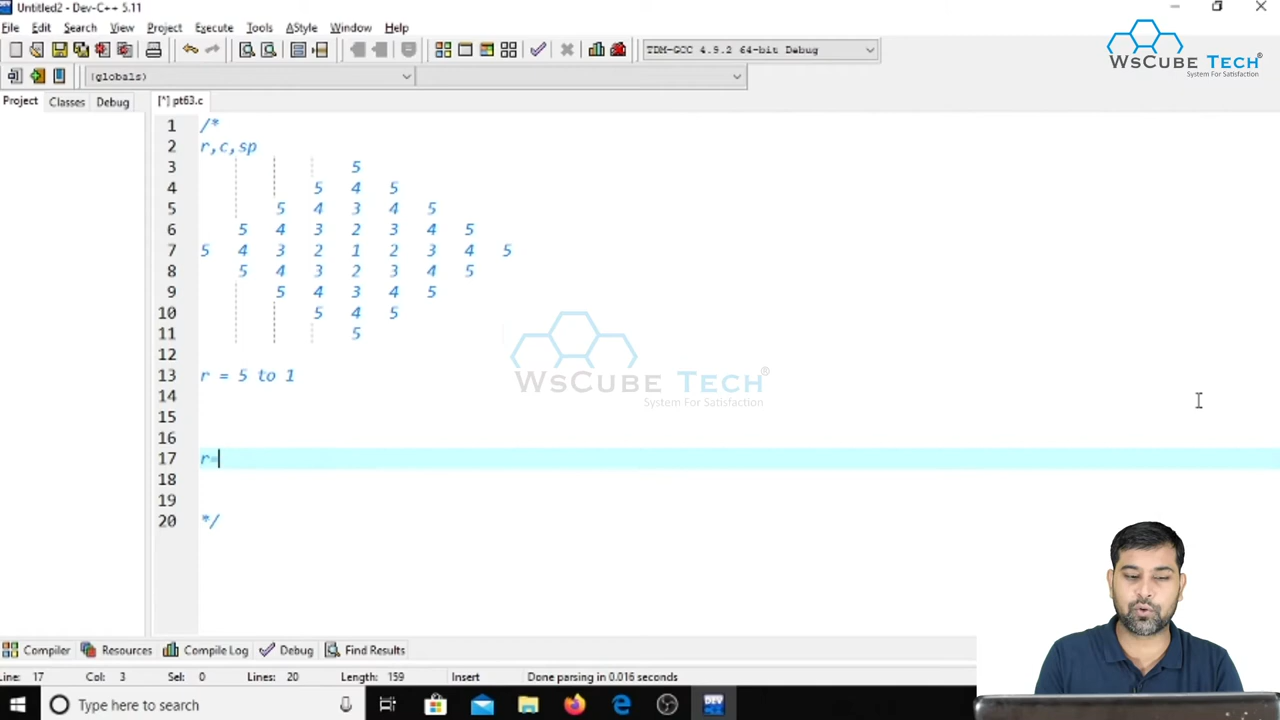 Untitled2 - Dev-C++ 5.11
File Edit Search View Project Execute Tools AStyle Window Help
TDM-GCC 4.9.2 64-bit Debug
(globals)
WsCube Tech®
System For Satisfaction
Project Classes Debug [*] pt63.c
1 /*
2 r,c,sp
3 5
4 5 4 5
5 5 4 3 4 5
6 5 4 3 2 3 4 5
7 5 4 3 2 1 2 3 4 5
8 5 4 3 2 3 4 5
9 5 4 3 4 5
10 5 4 5
11 5
12
13 r = 5 to 1
14
15
16
17 r=
18
19
20 */
WsCube Tech®
System For Satisfaction
Compiler Resources Compile Log Debug Find Results
Line: 17 Col: 3 Sel: 0 Lines: 20 Length: 159 Insert Done parsing in 0.016 seconds
Type here to search
DEV